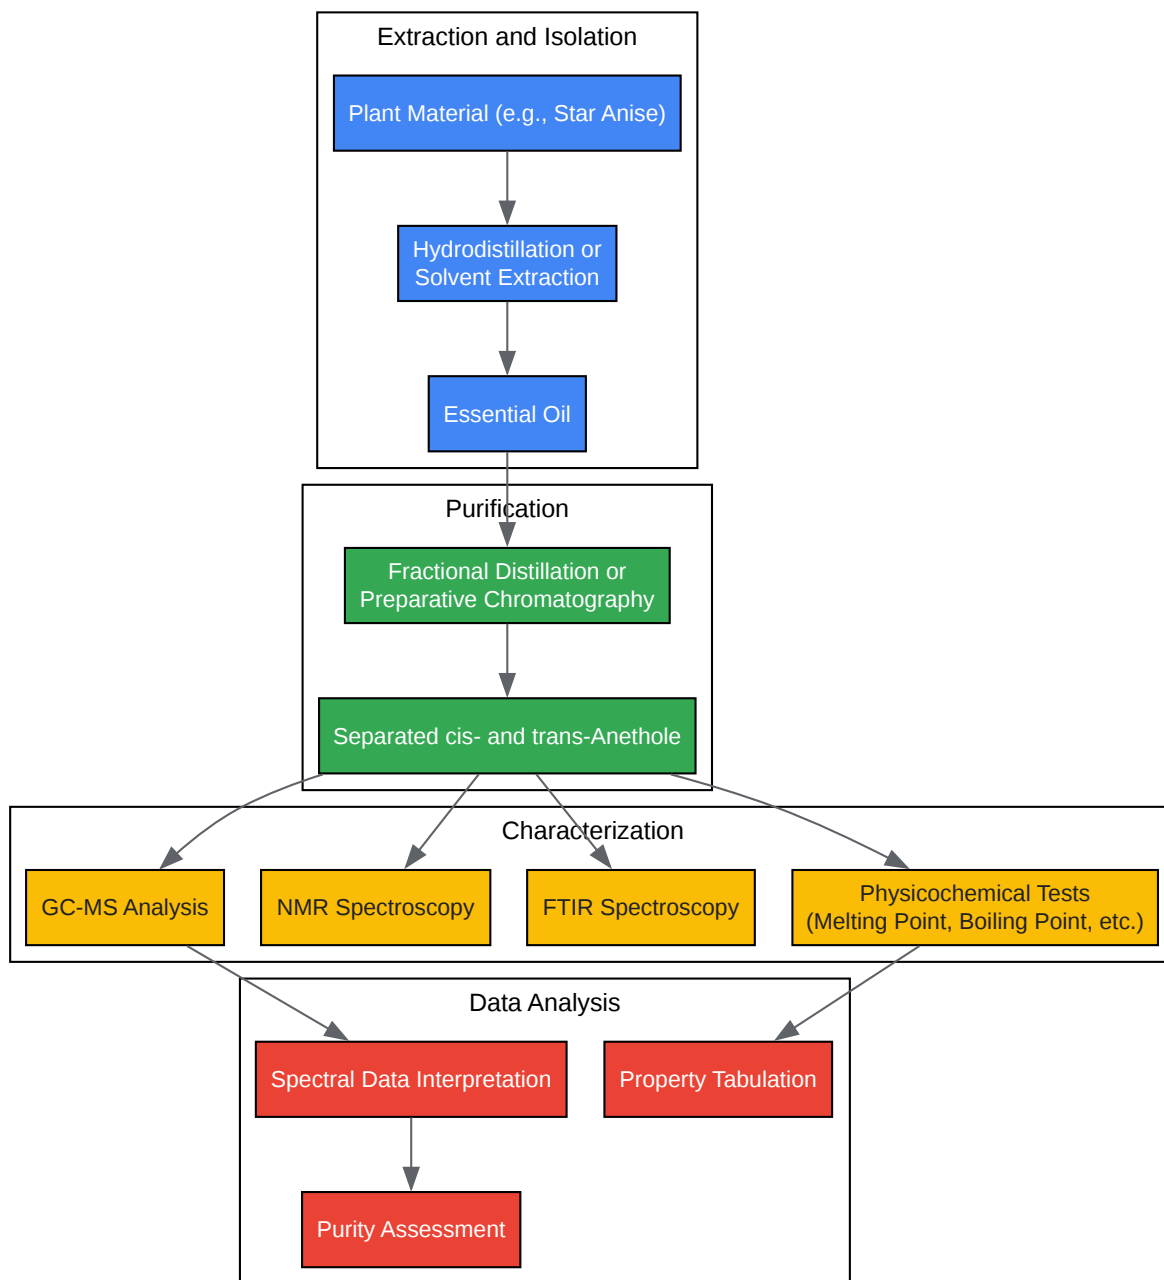 Extraction and Isolation
Plant Material (e.g., Star Anise)
Hydrodistillation or
Solvent Extraction
Essential Oil
Purification
Fractional Distillation or
Preparative Chromatography
Separated cis- and trans-Anethole
Characterization
GC-MS Analysis
NMR Spectroscopy
FTIR Spectroscopy
Physicochemical Tests
(Melting Point, Boiling Point, etc.)
Data Analysis
Spectral Data Interpretation
Property Tabulation
Purity Assessment